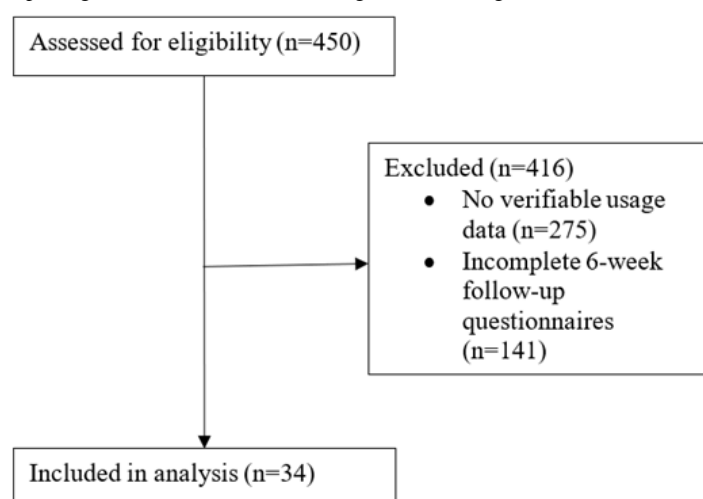 Assessed for eligibility (n=450)
Excluded (n=416)
• No verifiable usage
data (n=275)
• Incomplete 6-week
follow-up
questionnaires
(n=141)
Included in analysis (n=34)